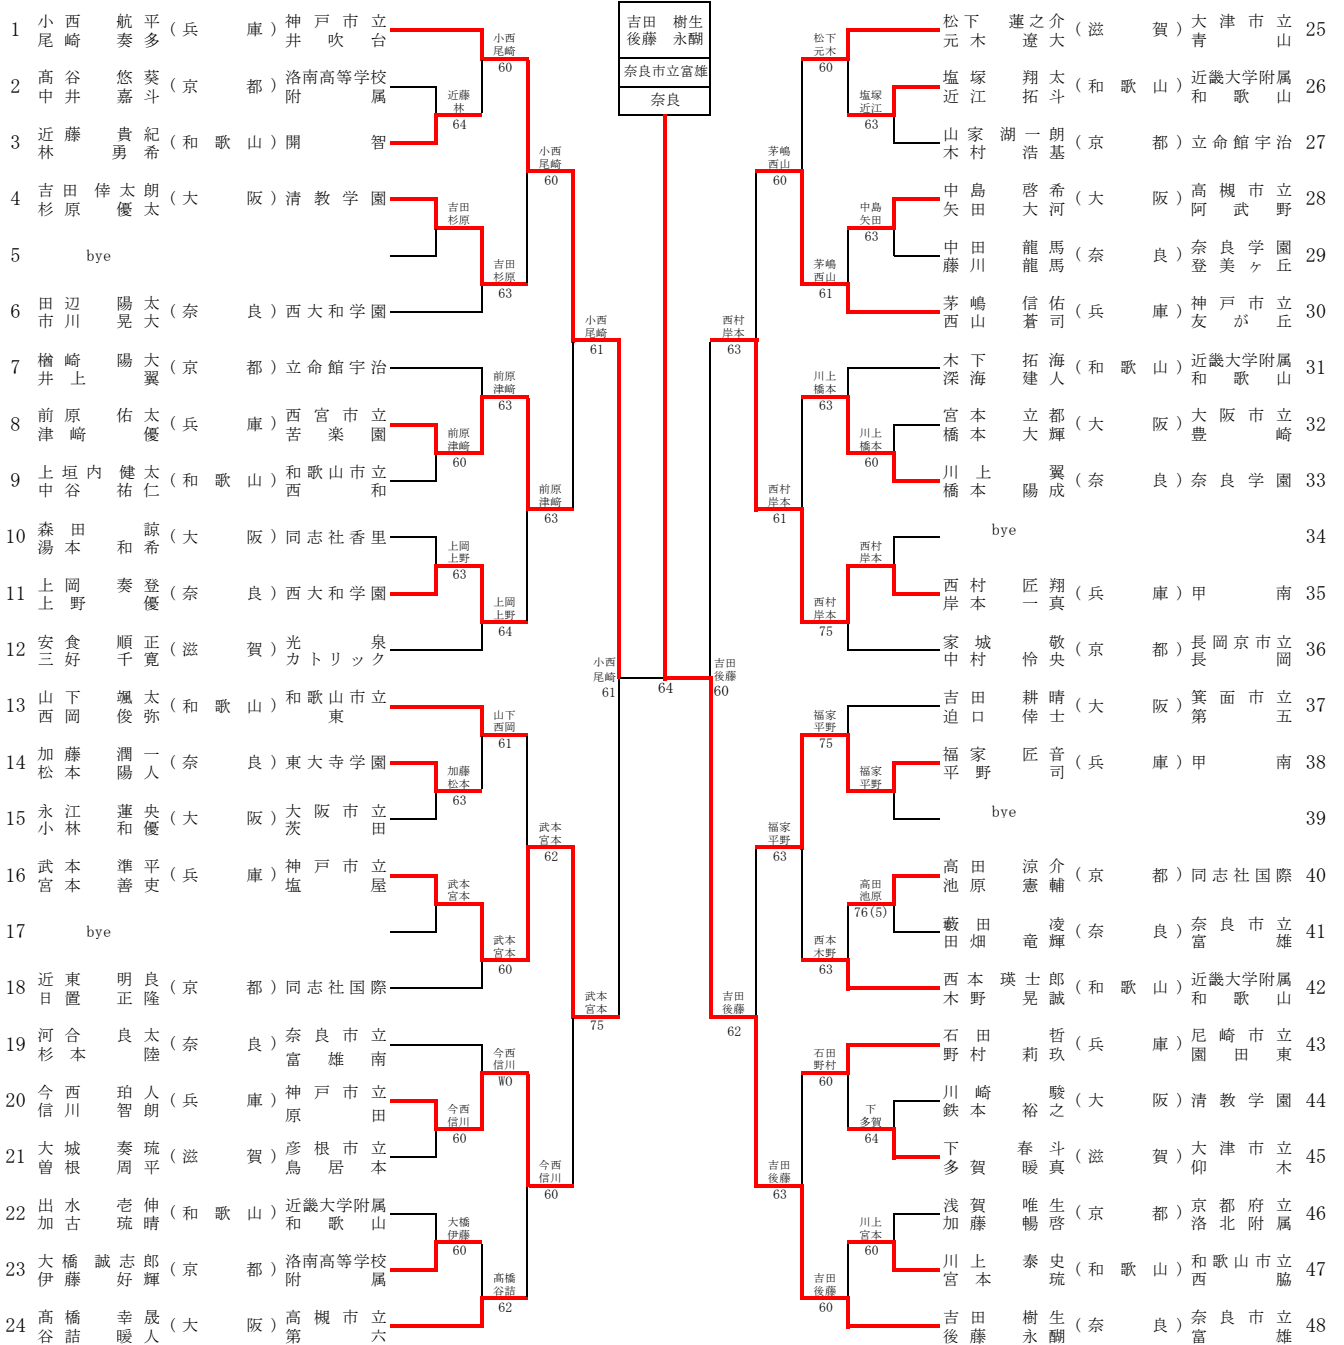 吉田 樹生
後藤 永醐
奈良市立富雄
奈良
1 小西 航平 (兵庫) 神戸市立
尾崎 奏多 井吹台
2 髙谷 悠葵 (京都) 洛南高等学校
中井 嘉斗 附属
3 近藤 貴紀 (和歌山) 開智
林 勇希
4 吉田 倖太朗 (大阪) 清教学園
杉原 優太
5 bye
6 田辺 陽太 (奈良) 西大和学園
市川 晃大
7 楢崎 陽大 (京都) 立命館宇治
井上 翼
8 前原 佑太 (兵庫) 西宮市立
津﨑 優 苦楽園
9 上垣内 健太 (和歌山) 和歌山市立
中谷 祐仁 西和
10 森田 諒 (大阪) 同志社香里
湯本 和希
11 上岡 奏登 (奈良) 西大和学園
上野 優
12 安食 順正 (滋賀) 光泉
三好 千寛 カトリック
13 山下 颯太 (和歌山) 和歌山市立
西岡 俊弥 東
14 加藤 潤一 (奈良) 東大寺学園
松本 陽人
15 永江 蓮央 (大阪) 大阪市立
小林 和優 茨田
16 武本 準平 (兵庫) 神戸市立
宮本 善吏 塩屋
17 bye
18 近東 明良 (京都) 同志社国際
日置 正隆
19 河合 良太 (奈良) 奈良市立
杉本 陸 富雄南
20 今西 珀人 (兵庫) 神戸市立
信川 智朗 原田
21 大城 奏琉 (滋賀) 彦根市立
曽根 周平 鳥居本
22 出水 壱伸 (和歌山) 近畿大学附属
加古 琉晴 和歌山
23 大橋 誠志郎 (京都) 洛南高等学校
伊藤 好輝 附属
24 髙橋 幸晟 (大阪) 高槻市立
谷詰 暖人 第六
小西
尾崎
60
近藤
林
64
小西
尾崎
60
吉田
杉原
吉田
杉原
63
小西
尾崎
61
前原
津﨑
63
前原
津﨑
60
前原
津﨑
63
上岡
上野
63
上岡
上野
64
小西
尾崎
61
山下
西岡
61
加藤
松本
63
武本
宮本
62
武本
宮本
武本
宮本
60
武本
宮本
75
今西
信川
W0
今西
信川
60
今西
信川
60
大橋
伊藤
60
髙橋
谷詰
62
64
松下
元木
60
塩塚
近江
63
茅嶋
西山
60
中島
矢田
63
茅嶋
西山
61
西村
岸本
63
川上
橋本
63
川上
橋本
60
西村
岸本
61
西村
岸本
西村
岸本
75
吉田
後藤
60
福家
平野
75
福家
平野
福家
平野
63
高田
池原
76(5)
西本
木野
63
吉田
後藤
62
石田
野村
60
下
多賀
64
吉田
後藤
63
川上
宮本
60
吉田
後藤
60
松下 蓮之介 (滋賀) 大津市立 25
元木 遼大 青山
塩塚 翔太 (和歌山) 近畿大学附属 26
近江 拓斗 和歌山
山家 湖一朗 (京都) 立命館宇治 27
木村 浩基
中島 啓希 (大阪) 高槻市立 28
矢田 大河 阿武野
中田 龍馬 (奈良) 奈良学園 29
藤川 龍馬 登美ヶ丘
茅嶋 信佑 (兵庫) 神戸市立 30
西山 蒼司 友が丘
木下 拓海 (和歌山) 近畿大学附属 31
深海 建人 和歌山
宮本 立都 (大阪) 大阪市立 32
橋本 大輝 豊崎
川上 翼 (奈良) 奈良学園 33
橋本 陽成
bye 34
西村 匠翔 (兵庫) 甲南 35
岸本 一真
家城 敬 (京都) 長岡京市立 36
中村 怜央 長岡
吉田 耕晴 (大阪) 箕面市立 37
迫口 倖士 第五
福家 匠音 (兵庫) 甲南 38
平野 司
bye 39
高田 涼介 (京都) 同志社国際 40
池原 憲輔
藪田 凌 (奈良) 奈良市立 41
田畑 竜輝 富雄
西本 瑛士郎 (和歌山) 近畿大学附属 42
木野 晃誠 和歌山
石田 哲 (兵庫) 尼崎市立 43
野村 莉玖 園田東
川崎 駿 (大阪) 清教学園 44
鉄本 裕之
下 春斗 (滋賀) 大津市立 45
多賀 暖真 仰木
浅賀 唯生 (京都) 京都府立 46
加藤 暢啓 洛北附属
川上 泰史 (和歌山) 和歌山市立 47
宮本 琉 西脇
吉田 樹生 (奈良) 奈良市立 48
後藤 永醐 富雄